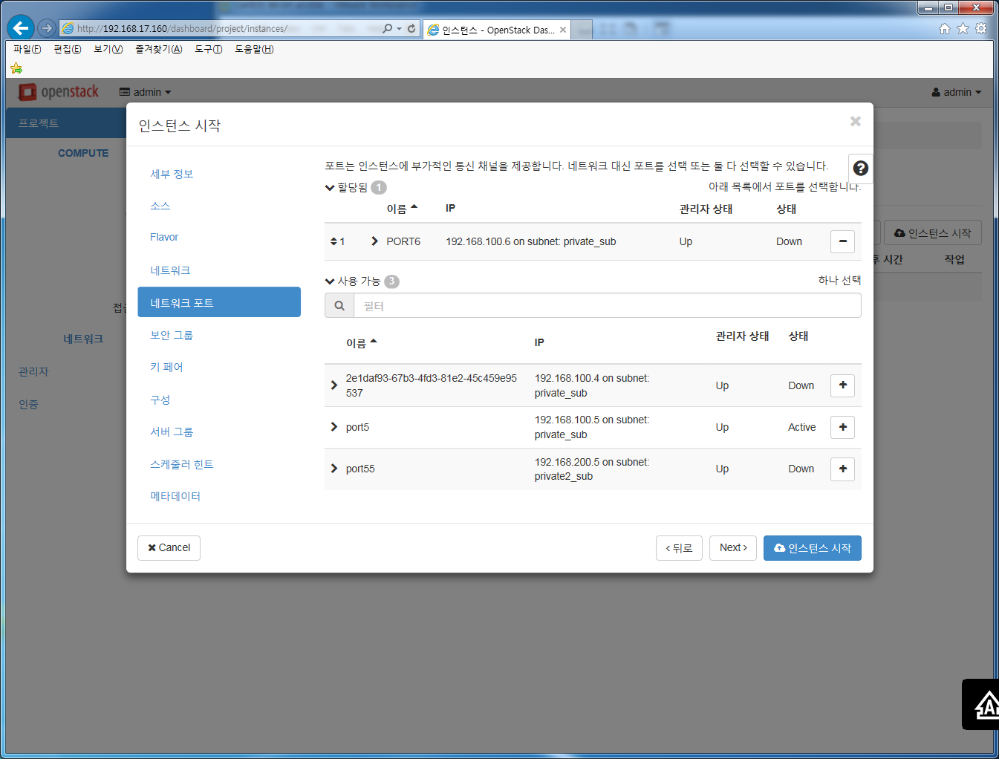 http://192.168.17.160/dashboard/project/instances/
인스턴스 - OpenStack Das...
파일(F) 편집(E) 보기(V) 즐겨찾기(A) 도구(T) 도움말(H)
openstack admin admin
프로젝트
COMPUTE
네트워크
관리자
인증
인스턴스 시작
후 시간 작업
인스턴스 시작
세부 정보
소스
Flavor
네트워크
네트워크 포트
보안 그룹
키 페어
구성
서버 그룹
스케줄러 힌트
메타데이터
포트는 인스턴스에 부가적인 통신 채널을 제공합니다. 네트워크 대신 포트를 선택 또는 둘 다 선택할 수 있습니다.
할당됨 1 아래 목록에서 포트를 선택합니다.
이름 IP 관리자 상태 상태
1 PORT6 192.168.100.6 on subnet: private_sub Up Down
사용 가능 3 하나 선택
필터
이름 IP 관리자 상태 상태
2e1daf93-67b3-4fd3-81e2-45c459e95
537
192.168.100.4 on subnet:
private_sub
Up Down
port5
192.168.100.5 on subnet:
private_sub
Up Active
port55
192.168.200.5 on subnet:
private2_sub
Up Down
Cancel
뒤로
Next
인스턴스 시작
A